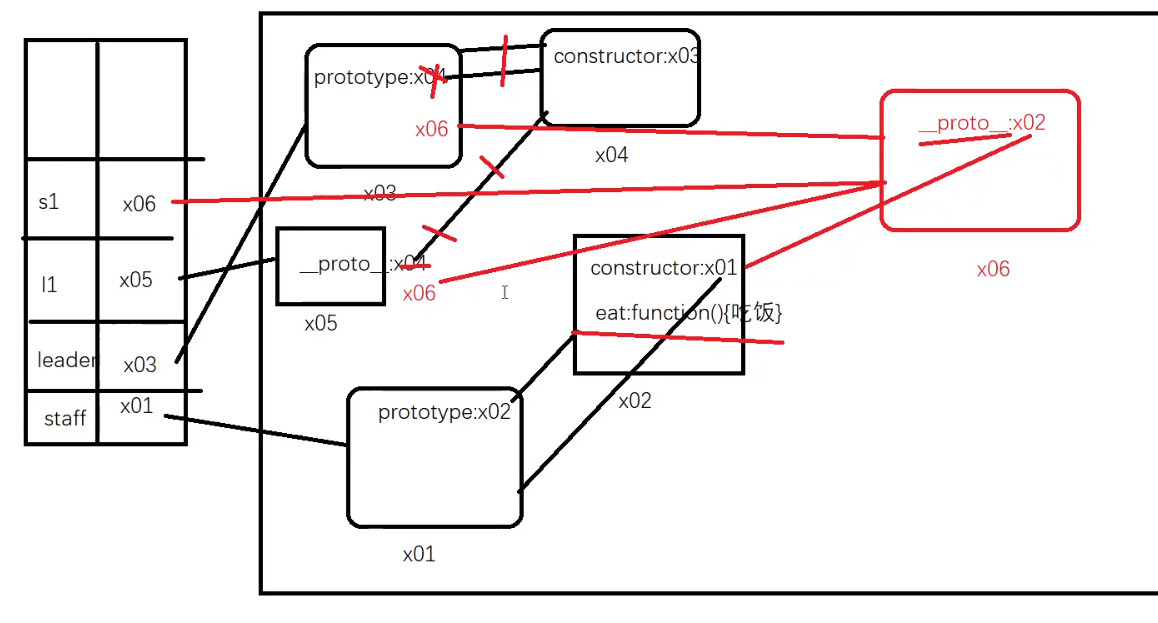 constructor:x03
prototype:x04
x06
x04
x03
__proto__:x02
x06
s1
x06
l1
x05
leader
x03
staff
x01
__proto__:x04
x06
x05
constructor:x01
eat:function(){吃饭}
x02
prototype:x02
x01